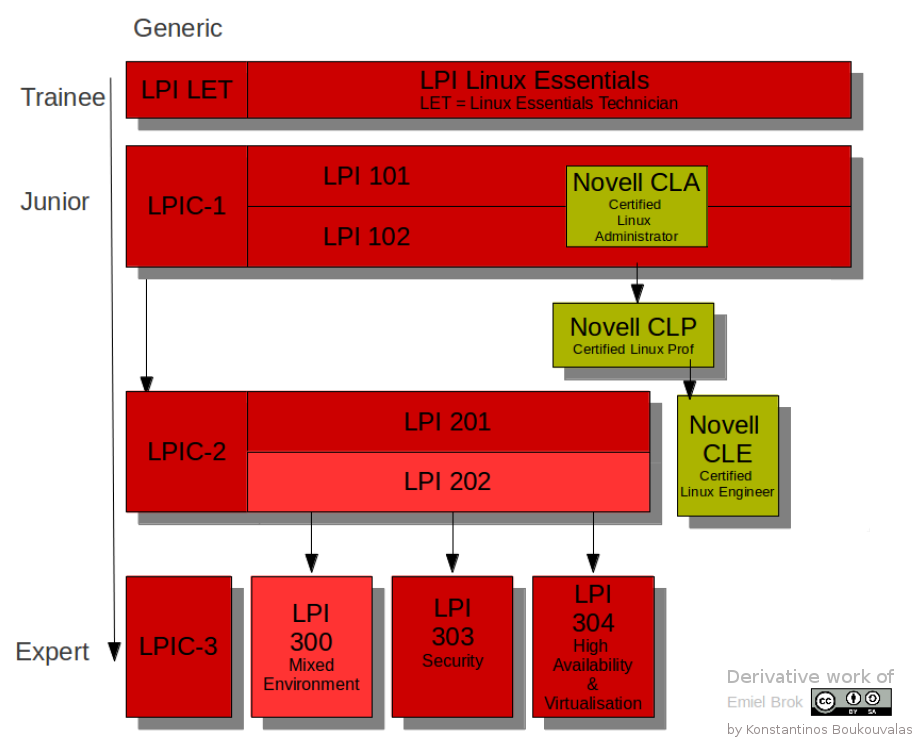 Generic
Trainee
LPI LET
LPI Linux Essentials
LET = Linux Essentials Technician
Junior
LPIC-1
LPI 101
LPI 102
Novell CLA
Certified
Linux
Administrator
Novell CLP
Certified Linux Prof
LPIC-2
LPI 201
LPI 202
Novell
CLE
Certified
Linux Engineer
Expert
LPIC-3
LPI
300
Mixed
Environment
LPI
303
Security
LPI
304
High
Availability
&
Virtualisation
Derivative work of
Emiel Brok
cc
BY SA
by Konstantinos Boukouvalas